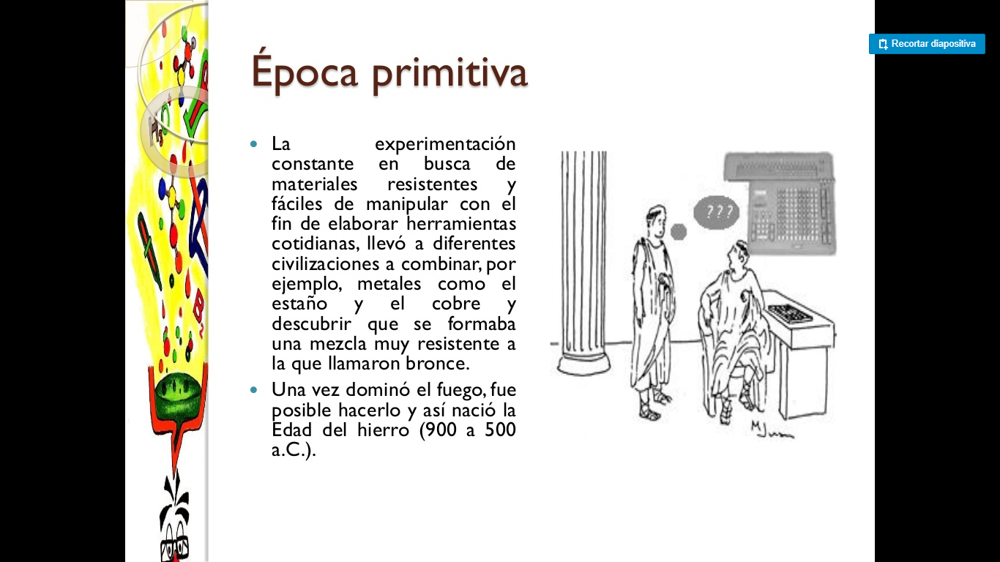 Recortar diapositiva
Época primitiva
La experimentación
constante en busca de
materiales resistentes y
fáciles de manipular con el
fin de elaborar herramientas
cotidianas, llevó a diferentes
civilizaciones a combinar, por
ejemplo, metales como el
estaño y el cobre y
descubrir que se formaba
una mezcla muy resistente a
la que llamaron bronce.
Una vez dominó el fuego, fue
posible hacerlo y así nació la
Edad del hierro (900 a 500
a.C.).
???